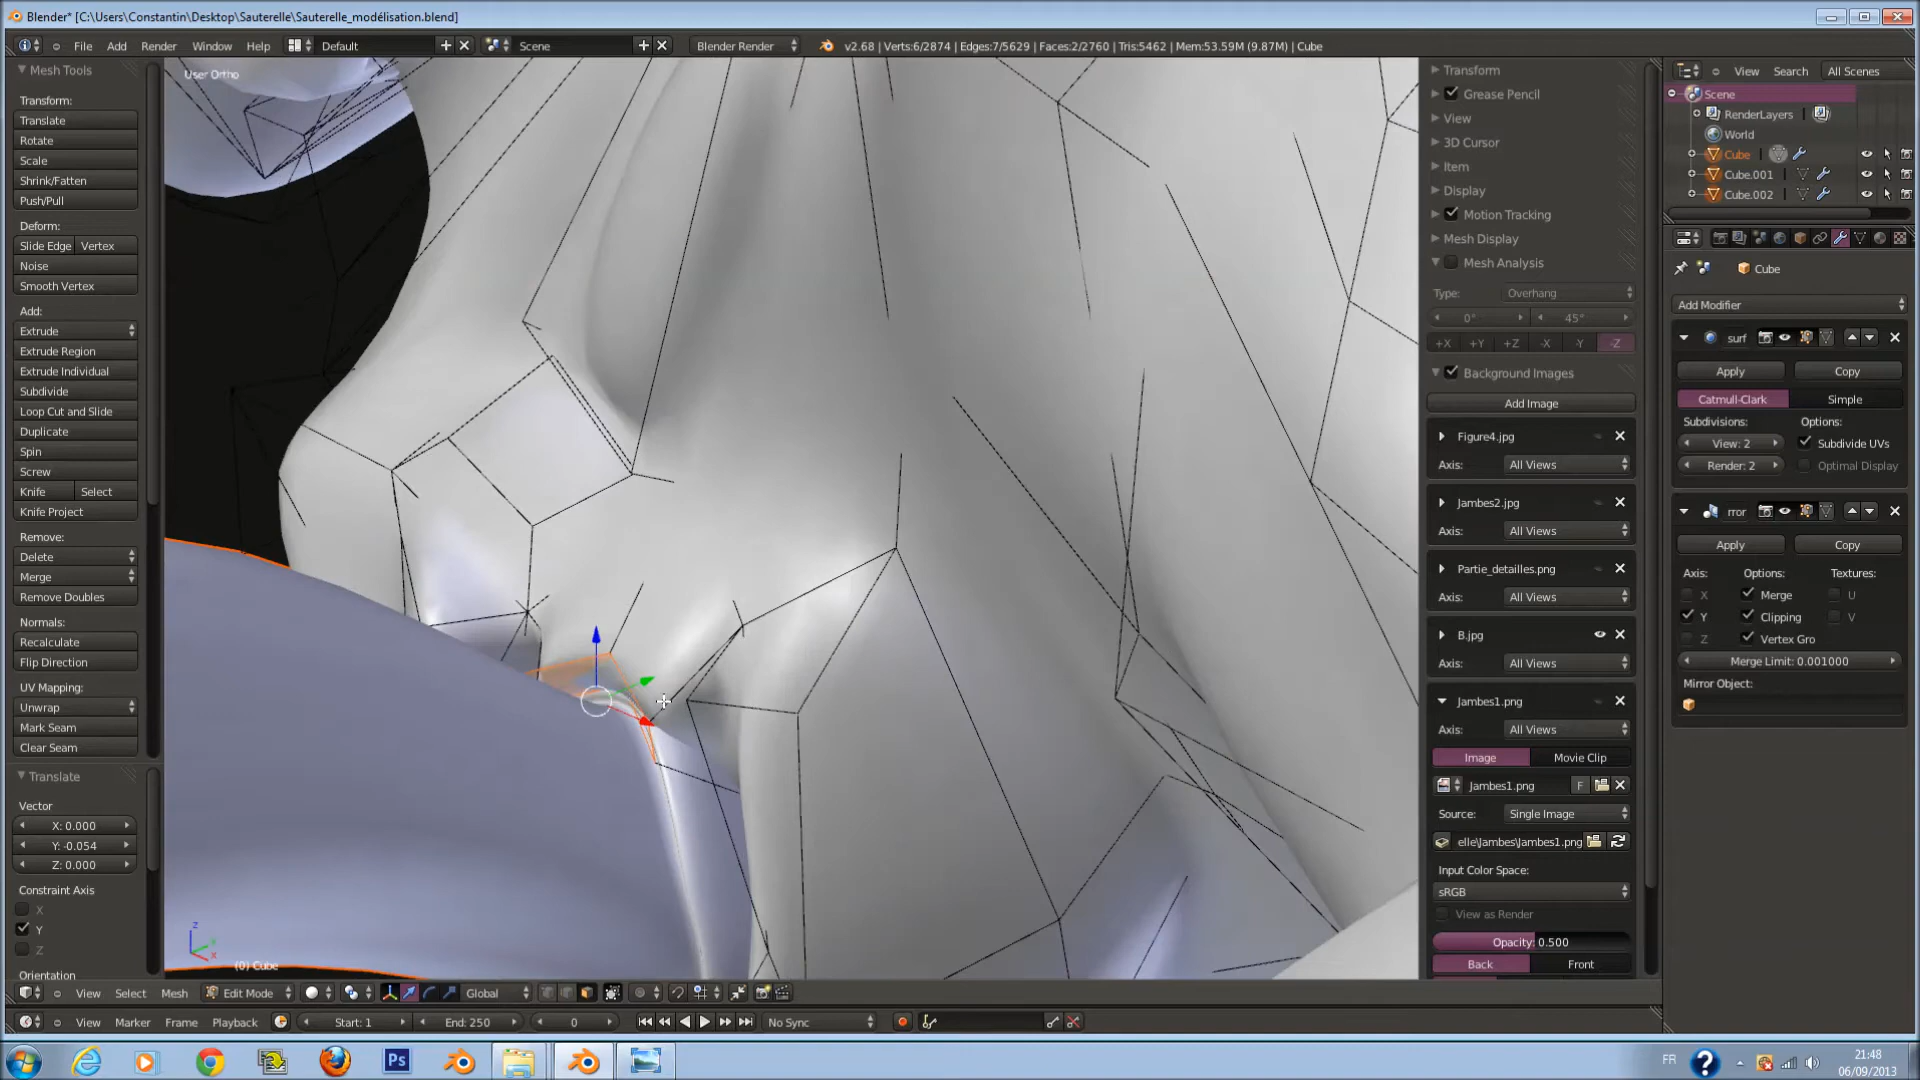 Blender* [C:\Users\Constantin\Desktop\Sauterelle\Sauterelle_modélisation.blend]
File Add Render Window Help Default Scene Blender Render v2.68 | Verts:6/2874 | Edges:7/5629 | Faces:2/2760 | Tris:5462 | Mem:53.59M (9.87M) | Cube
Mesh Tools
Transform:
Translate
Rotate
Scale
Shrink/Fatten
Push/Pull
Deform:
Slide Edge Vertex
Noise
Smooth Vertex
Add:
Extrude
Extrude Region
Extrude Individual
Subdivide
Loop Cut and Slide
Duplicate
Spin
Screw
Knife Select
Knife Project
Remove:
Delete
Merge
Remove Doubles
Normals:
Recalculate
Flip Direction
UV Mapping:
Unwrap
Mark Seam
Clear Seam
Translate
Vector
X: 0.000
Y: -0.054
Z: 0.000
Constraint Axis
X
Y
Z
Orientation
User Ortho
(0) Cube
Transform
Grease Pencil
View
3D Cursor
Item
Display
Motion Tracking
Mesh Display
Mesh Analysis
Type: Overhang
0° 45°
+X +Y +Z -X -Y -Z
Background Images
Add Image
Figure4.jpg
Axis: All Views
Jambes2.jpg
Axis: All Views
Partie_detailles.png
Axis: All Views
B.jpg
Axis: All Views
Jambes1.png
Axis: All Views
Image Movie Clip
Jambes1.png F
Source: Single Image
elle\Jambes\Jambes1.png
Input Color Space:
sRGB
View as Render
Opacity: 0.500
Back Front
View Search All Scenes
Scene
RenderLayers
World
Cube
Cube.001
Cube.002
Cube
Add Modifier
surf
Apply Copy
Catmull-Clark Simple
Subdivisions: Options:
View: 2 Subdivide UVs
Render: 2 Optimal Display
rror
Apply Copy
Axis: Options: Textures:
X Merge U
Y Clipping V
Z Vertex Gro
Merge Limit: 0.001000
Mirror Object:
View Select Mesh Edit Mode Global
View Marker Frame Playback Start: 1 End: 250 0 No Sync
Ps
FR
21:48
06/09/2013